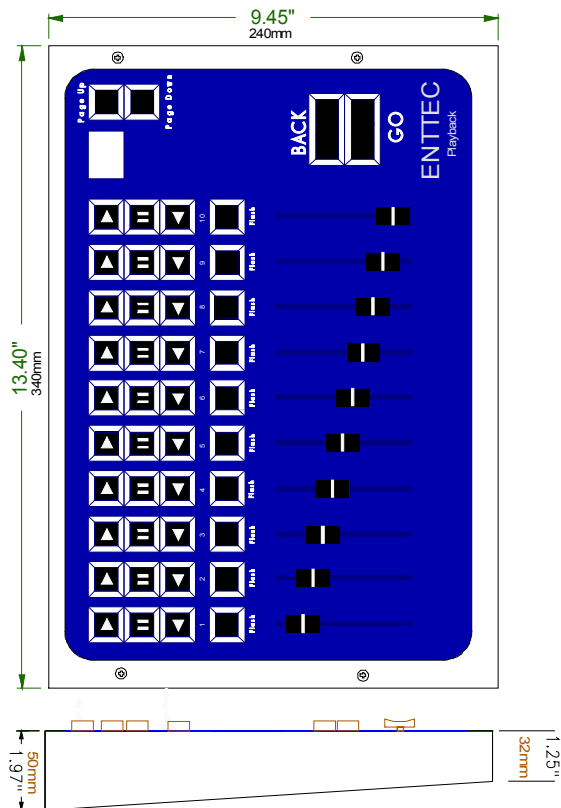 9.45"
240mm
13.40"
340mm
Page Up
Page Down
BACK
GO
ENTTEC
Playback
10
Flash
9
Flash
8
Flash
7
Flash
6
Flash
5
Flash
4
Flash
3
Flash
2
Flash
1
Flash
50mm
1.97"
1.25"
32mm